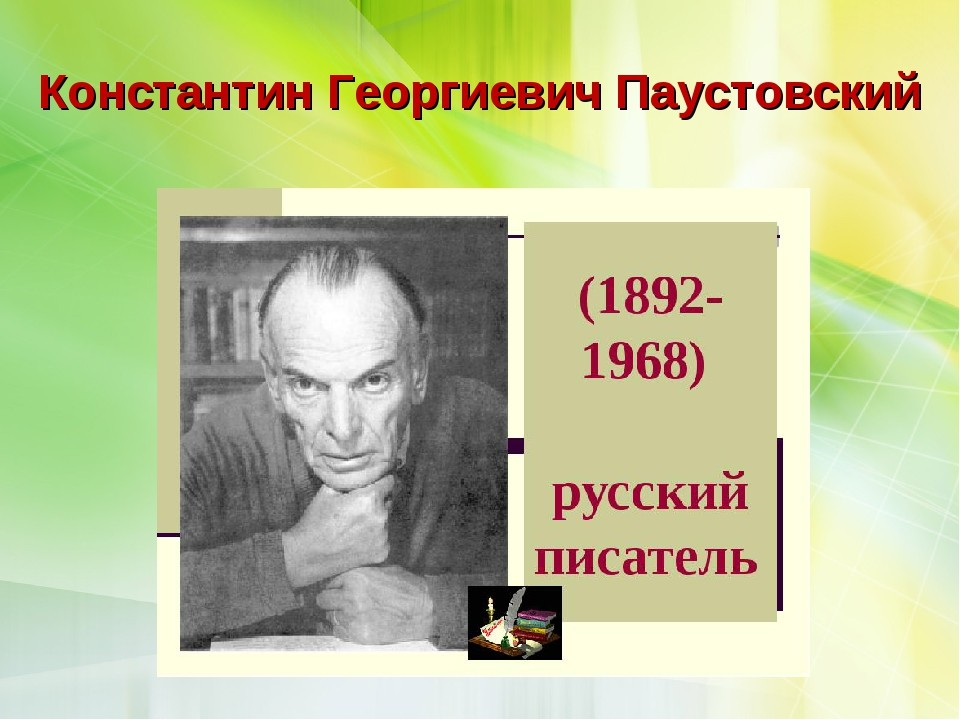 Константин Георгиевич Паустовский
(1892-
1968)
русский
писатель